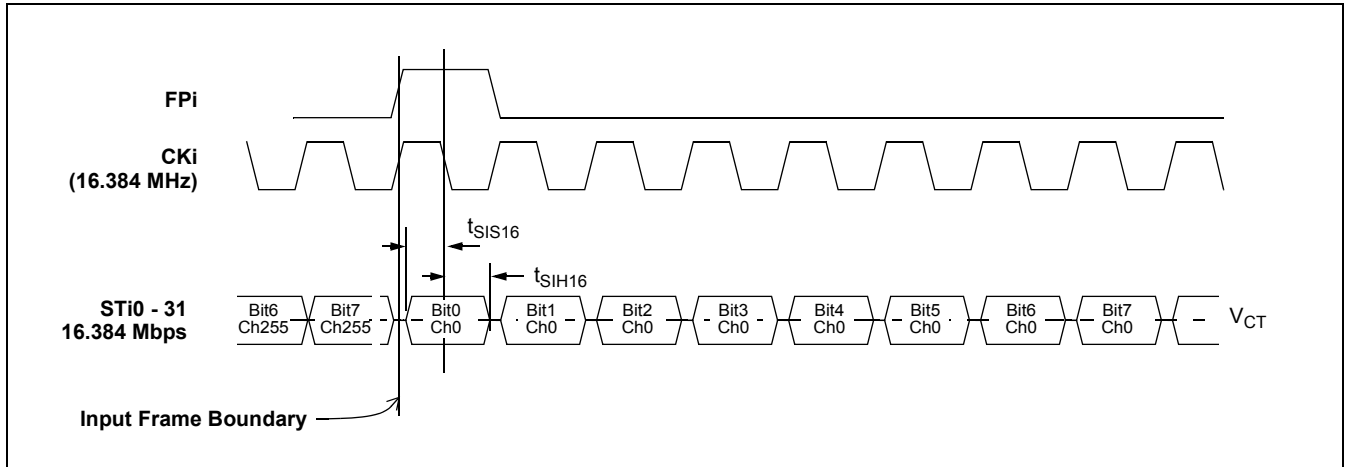 FPi
CKi
(16.384 MHz)
tSIS16
tSIH16
STi0 - 31
16.384 Mbps
Bit6
Ch255
Bit7
Ch255
Bit0
Ch0
Bit1
Ch0
Bit2
Ch0
Bit3
Ch0
Bit4
Ch0
Bit5
Ch0
Bit6
Ch0
Bit7
Ch0
VCT
Input Frame Boundary